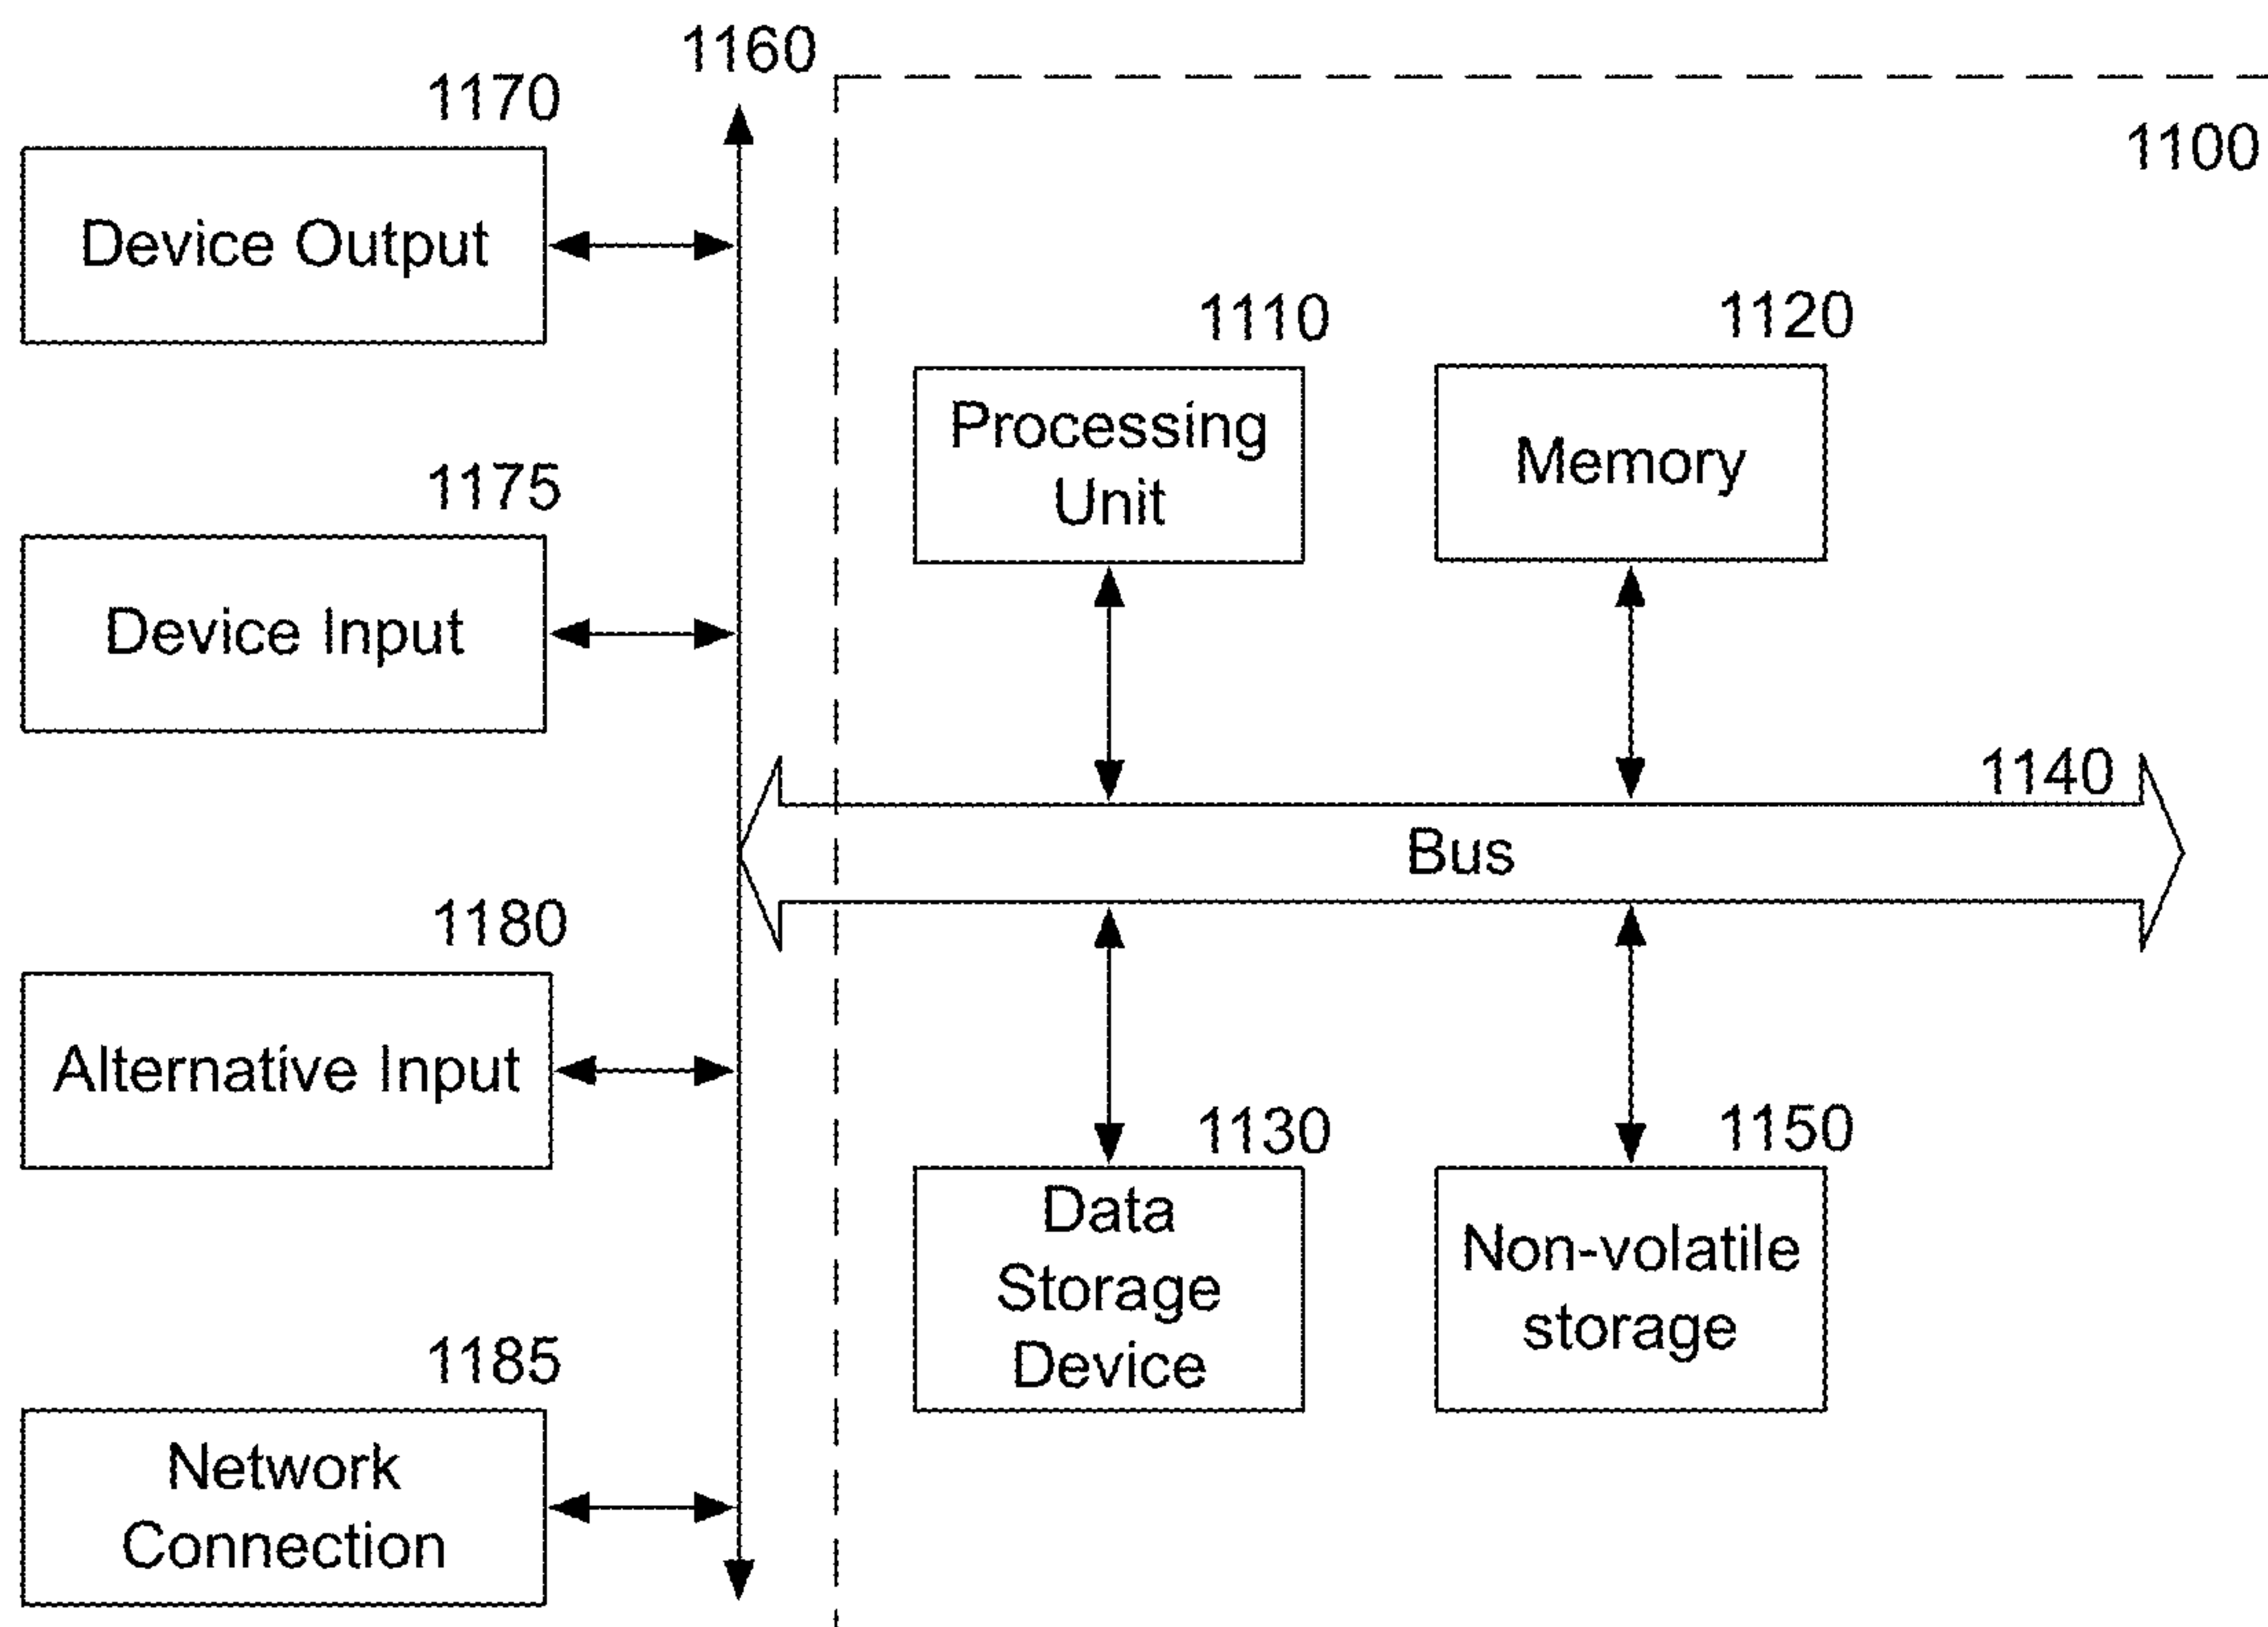 1160
1170
Device Output
1100
1110
Processing
Unit
1120
Memory
1175
Device Input
1140
Bus
1180
Alternative Input
1130
Data
Storage
Device
1150
Non-volatile
storage
1185
Network
Connection